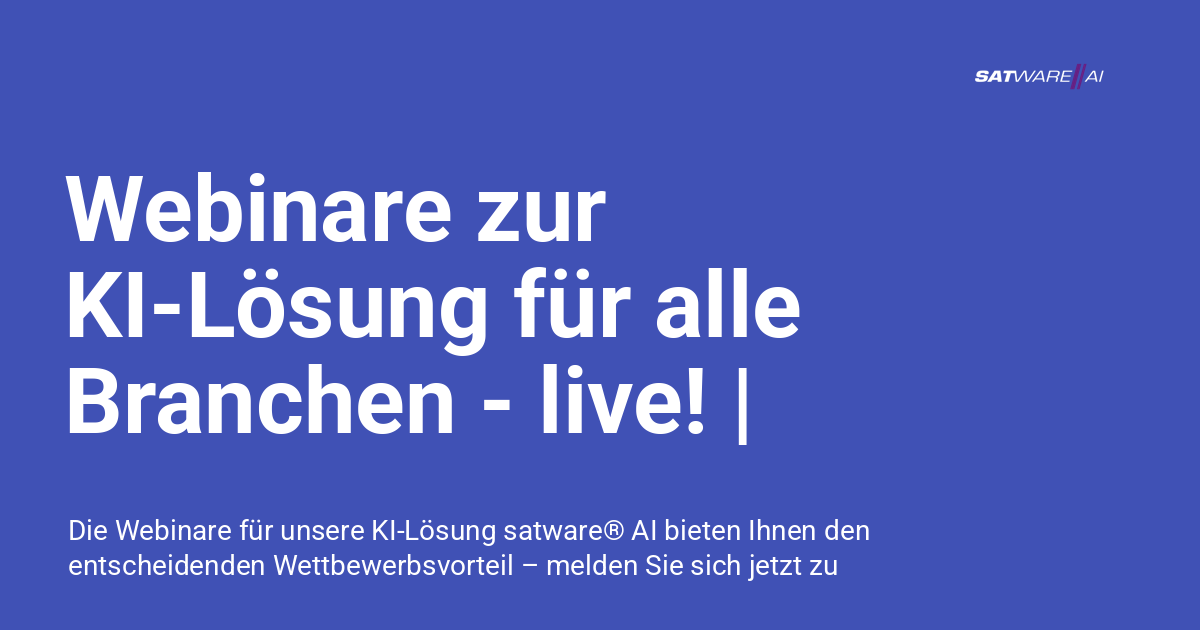 SATWARE//AI
Webinare zur
KI-Lösung für alle
Branchen - live! |
Die Webinare für unsere KI-Lösung satware® AI bieten Ihnen den
entscheidenden Wettbewerbsvorteil – melden Sie sich jetzt zu